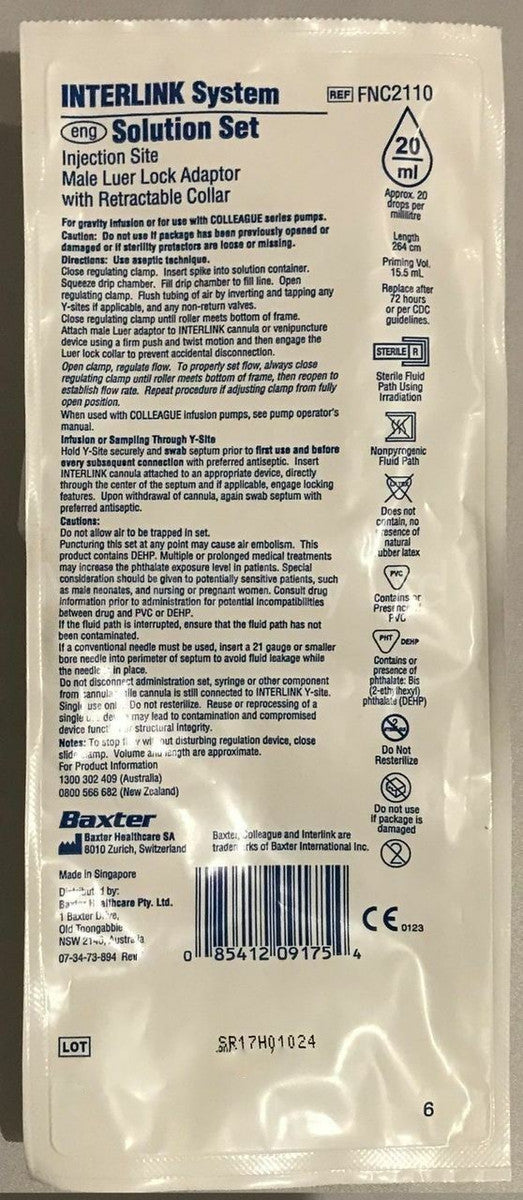 INTERLINK System
REF FNC2110
eng Solution Set
Injection Site
Male Luer Lock Adaptor
with Retractable Collar
For gravity infusion or for use with COLLEAGUE series pumps.
Caution: Do not use if package has been previously opened or
damaged or if sterility protectors are loose or missing.
Directions: Use aseptic technique.
Close regulating clamp. Insert spike into solution container.
Squeeze drip chamber. Fill drip chamber to fill line. Open
regulating clamp. Flush tubing of air by inverting and tapping any
Y-sites if applicable, and any non-return valves.
Close regulating clamp until roller meets bottom of frame.
Attach male Luer adaptor to INTERLINK cannula or venipuncture
device using a firm push and twist motion and then engage the
Luer lock collar to prevent accidental disconnection.
Open clamp, regulate flow. To properly set flow, always close
regulating clamp until roller meets bottom of frame, then reopen to
establish flow rate. Repeat procedure if adjusting clamp from fully
open position.
When used with COLLEAGUE infusion pumps, see pump operator's
manual.
Infusion or Sampling Through Y-Site
Hold Y-Site securely and swab septum prior to first use and before
every subsequent connection with preferred antiseptic. Insert
INTERLINK cannula attached to an appropriate device, directly
through the center of the septum and if applicable, engage locking
features. Upon withdrawal of cannula, again swab septum with
preferred antiseptic.
Cautions:
Do not allow air to be trapped in set.
Puncturing this set at any point may cause air embolism. This
product contains DEHP. Multiple or prolonged medical treatments
may increase the phthalate exposure level in patients. Special
consideration should be given to potentially sensitive patients, such
as male neonates, and nursing or pregnant women. Consult drug
information prior to administration for potential incompatibilities
between drug and PVC or DEHP.
If the fluid path is interrupted, ensure that the fluid path has not
been contaminated.
If a conventional needle must be used, insert a 21 gauge or smaller
bore needle into perimeter of septum to avoid fluid leakage while
the needle in place.
Do not disconnect administration set, syringe or other component
from cannula cannula is still connected to INTERLINK Y-site.
Single use Do not resterilize. Reuse or reprocessing of a
single may lead to contamination and compromised
device structural integrity.
Notes: To stop without disturbing regulation device, close
clamp. Volume and length are approximate.
For Product Information
1300 302 409 (Australia)
0800 566 682 (New Zealand)
Baxter
Baxter Healthcare SA
8010 Zurich, Switzerland
Baxter, Colleague and Interlink are
trademarks of Baxter International Inc.
Made in Singapore
Distributed by:
Baxter Healthcare Pty. Ltd.
1 Baxter Drive,
Old Toongabbie
NSW Australia
07-34-73-894 Rev
20
ml
Approx. 20
drops per
millilitre
Length
264 cm
Priming Vol.
15.5 mL
Replace after
72 hours
or per CDC
guidelines.
STERILE R
Sterile Fluid
Path Using
Irradiation
Nonpyrogenic
Fluid Path
Does not
contain, no
presence of
natural
rubber latex
PVC
Contains or
Presence
PVC
PHT DEHP
Contains or
presence of
phthalate: Bis
(2-ethylhexyl)
phthalate (DEHP)
Do Not
Resterilize
Do not use
if package is
damaged
2
CE 0123
0 85412 09175 4
LOT
SR17H01024
6